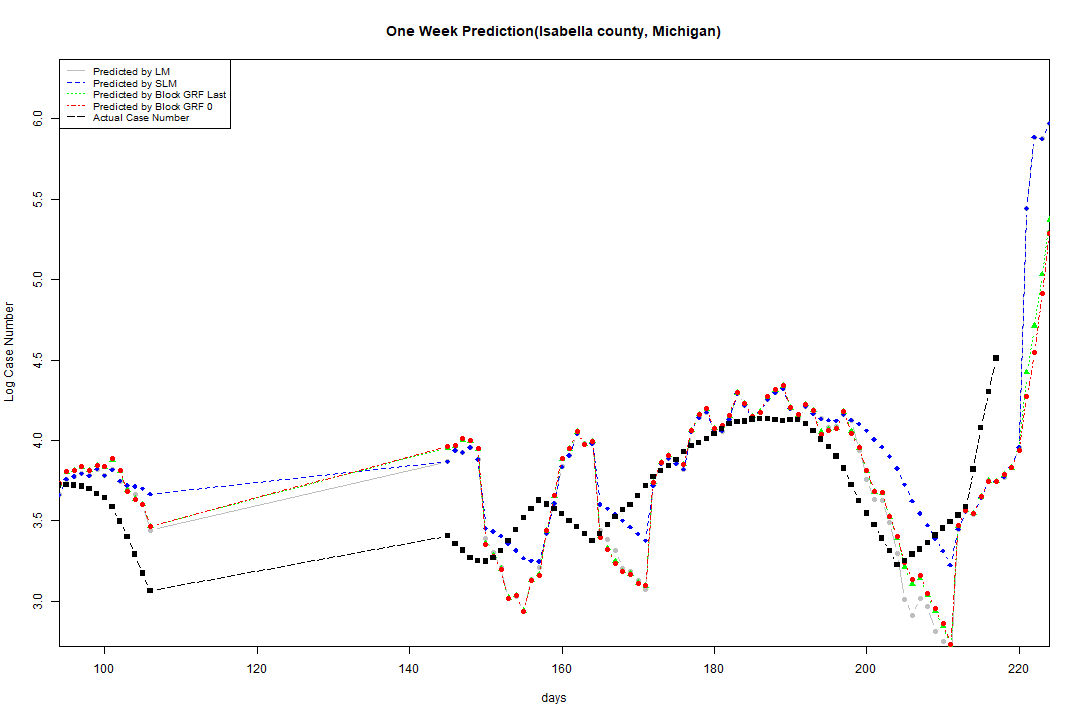 One Week Prediction(Isabella county, Michigan)
Predicted by LM
Predicted by SLM
Predicted by Block GRF Last
Predicted by Block GRF 0
Actual Case Number
Log Case Number
6.0
5.5
5.0
4.5
4.0
3.5
3.0
100 120 140 160 180 200 220
days